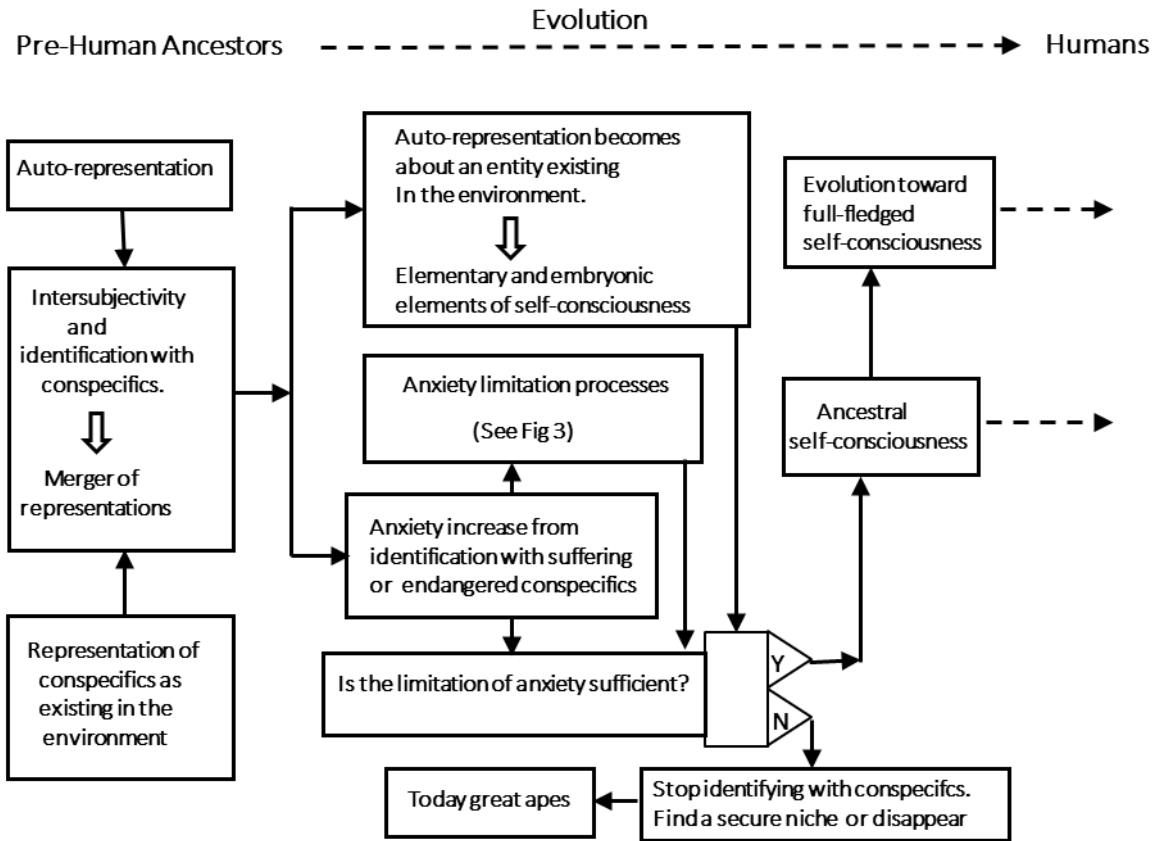 Evolution
Pre-Human Ancestors
Humans
Auto-representation
Intersubjectivity
and
identification with
conspecifics.
Merger of
representations
Representation of
conspecifics as
existing in the
environment
Auto-representation becomes
about an entity existing
In the environment.
Elementary and embryonic
elements of self-consciousness
Anxiety limitation processes
(See Fig 3)
Anxiety increase from
identification with suffering
or endangered conspecifics
Is the limitation of anxiety sufficient?
Y
N
Evolution toward
full-fledged
self-consciousness
Ancestral
self-consciousness
Today great apes
Stop identifying with conspecifcs.
Find a secure niche or disappear